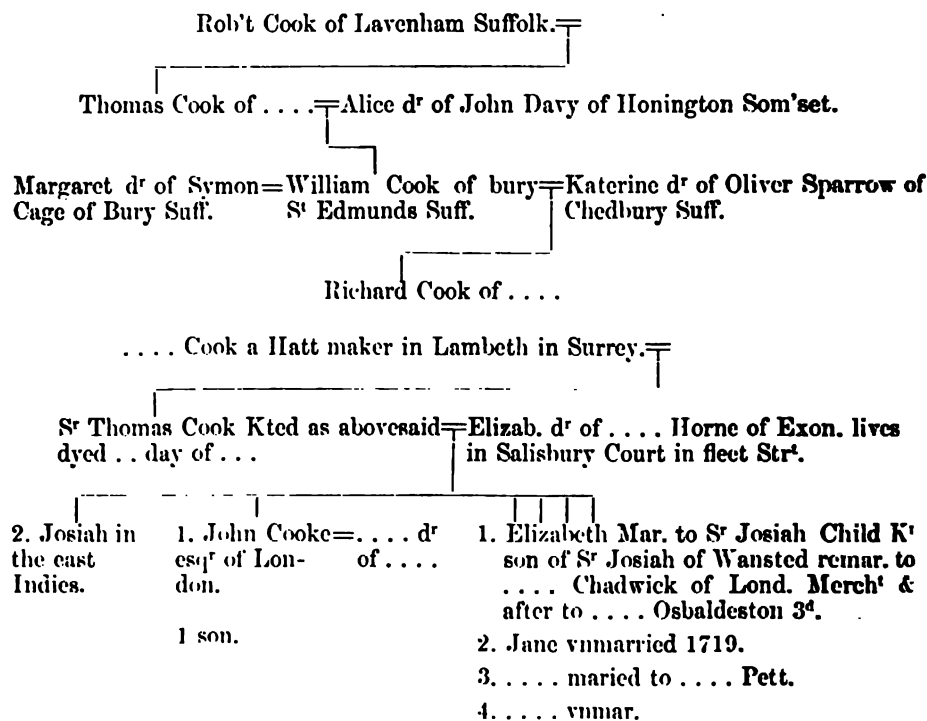 Rob't Cook of Lavenham Suffolk.
Thomas Cook of . . . . Alice dʳ of John Davy of Honington Som'set.
Margaret dʳ of Symon = William Cook of bury Katerine dʳ of Oliver Sparrow of
Cage of Bury Suff. Sᵗ Edmunds Suff. Chedbury Suff.
Richard Cook of . . . .
. . . . Cook a Hatt maker in Lambeth in Surrey.
Sʳ Thomas Cook Kted as abovesaid Elizab. dʳ of . . . . Horne of Exon. lives
dyed . . day of . . . in Salisbury Court in fleet Strᵗ.
2. Josiah in
the east
Indies.
1. John Cooke = . . . . dʳ
esqʳ of Lon- of . . . .
don.
1 son.
1. Elizabeth Mar. to Sʳ Josiah Child Kᵗ
son of Sʳ Josiah of Wansted remar. to
. . . . Chadwick of Lond. Merchᵗ &
after to . . . . Osbaldeston 3ᵈ.
2. Jane vnmarried 1719.
3. . . . . maried to . . . . Pett.
4. . . . . vnmar.